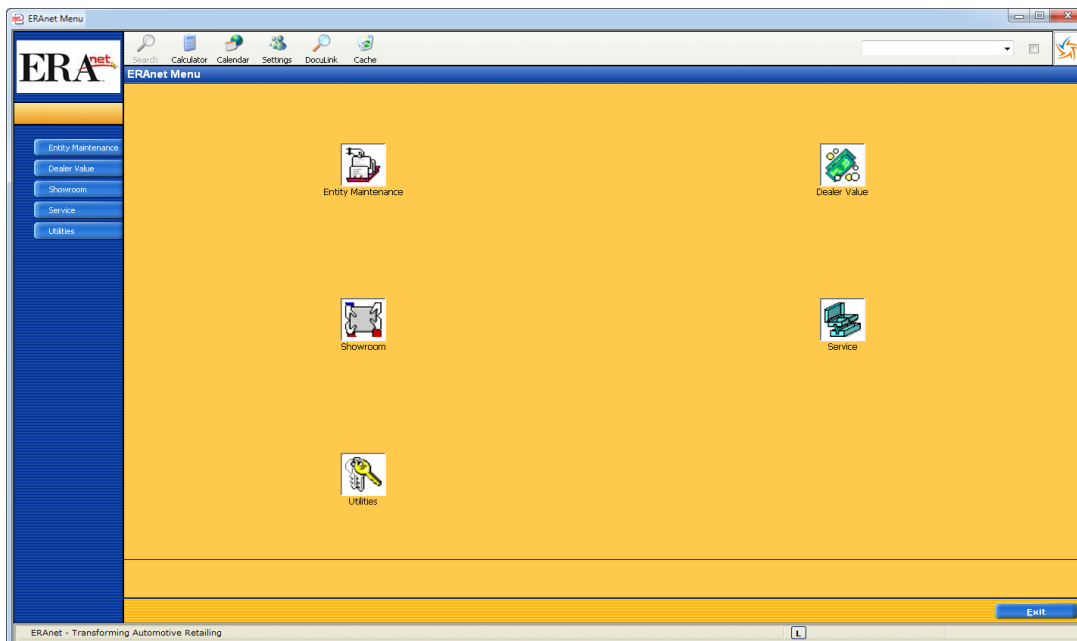 ERAnet Menu
ERAnet
Search Calculator Calendar Settings DocuLink Cache
ERAnet Menu
Entity Maintenance
Dealer Value
Showroom
Service
Utilities
Entity Maintenance
Dealer Value
Showroom
Service
Utilities
Exit
ERAnet - Transforming Automotive Retailing
L